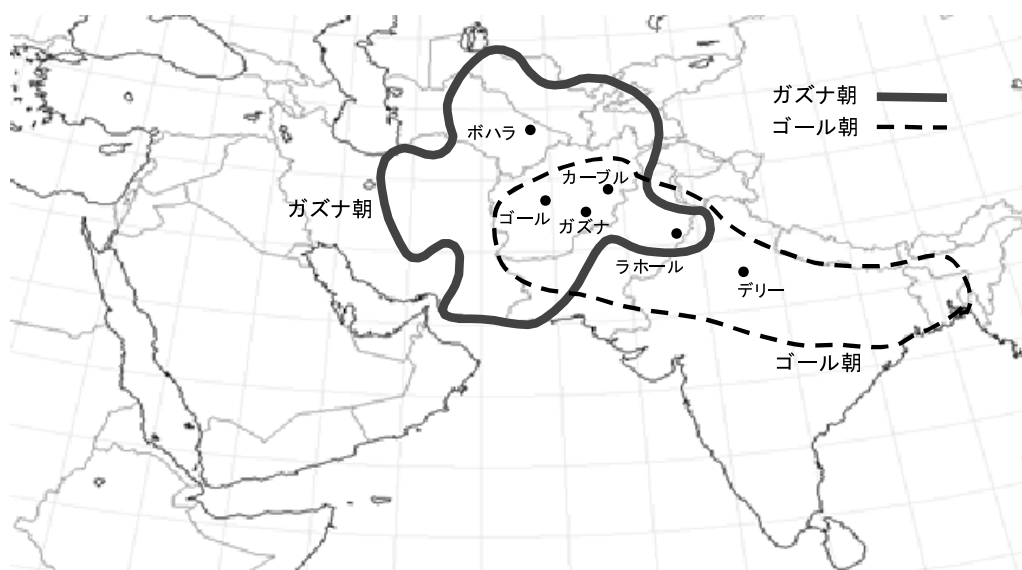 ガズナ朝
ゴール朝
ボハラ
カーブル
ガズナ朝
ゴール
ガズナ
ラホール
デリー
ゴール朝